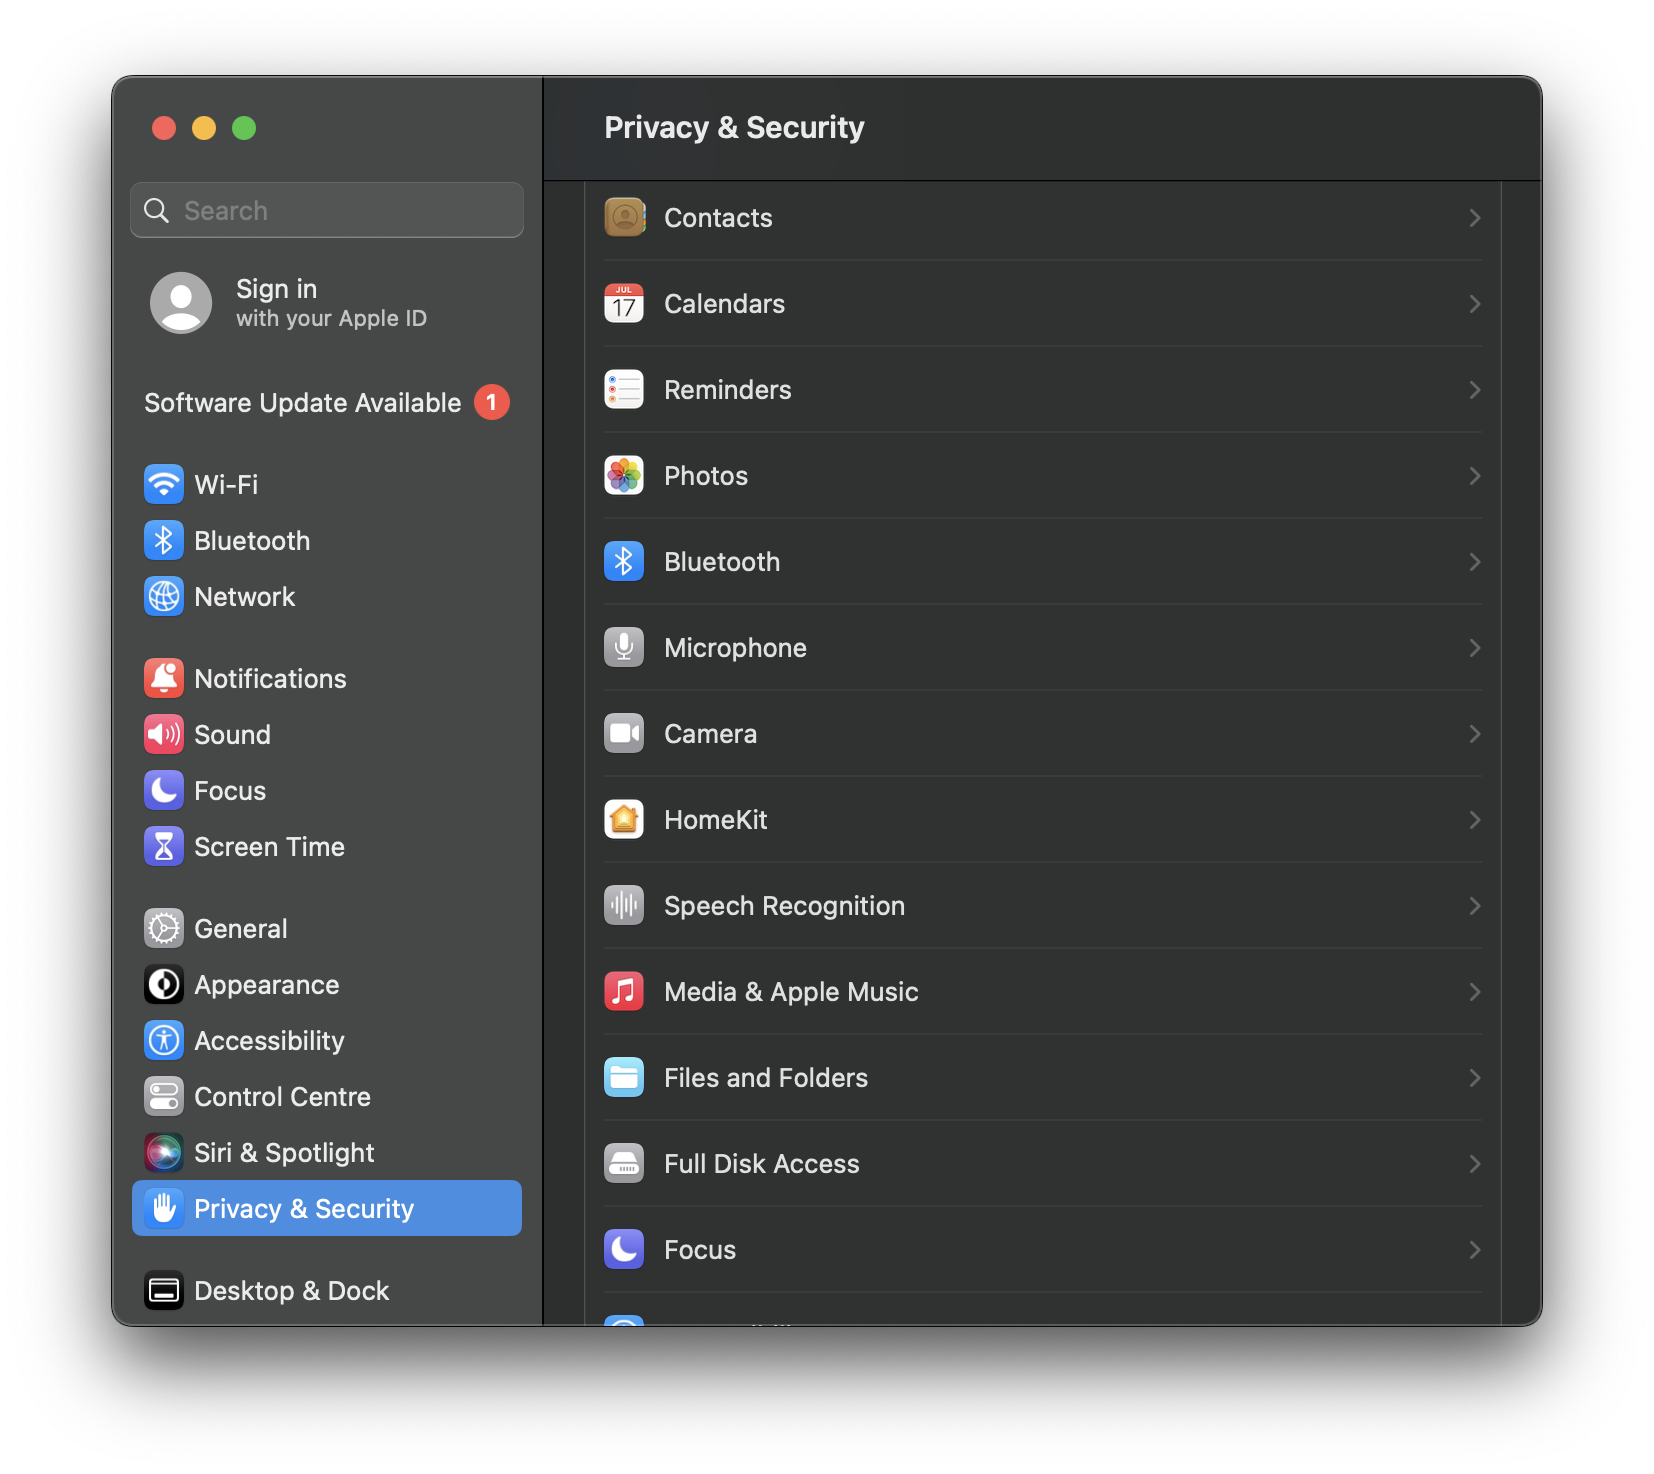 Privacy & Security
Search
Sign in
with your Apple ID
Software Update Available 1
Wi-Fi
Bluetooth
Network
Notifications
Sound
Focus
Screen Time
General
Appearance
Accessibility
Control Centre
Siri & Spotlight
Privacy & Security
Desktop & Dock
Contacts
JUL
17
Calendars
Reminders
Photos
Bluetooth
Microphone
Camera
HomeKit
Speech Recognition
Media & Apple Music
Files and Folders
Full Disk Access
Focus